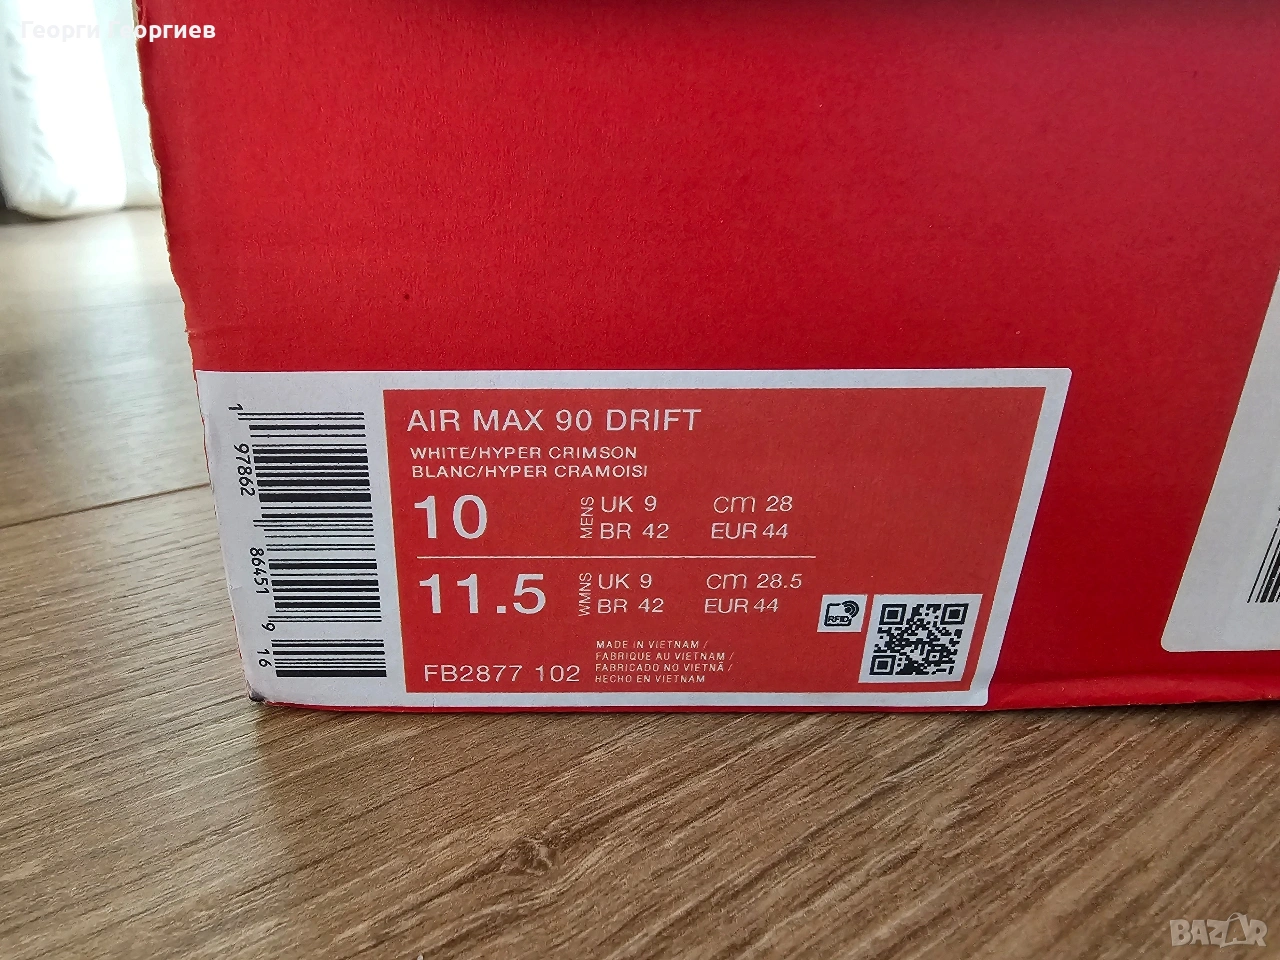 Георги Георгиев
AIR MAX 90 DRIFT
WHITE/HYPER CRIMSON
BLANC/HYPER CRAMOISI
10
MENS
UK 9 cm 28
BR 42 EUR 44
11.5
WMNS
UK 9 cm 28.5
BR 42 EUR 44
FB2877 102
MADE IN VIETNAM /
FABRIQUE AU VIETNAM /
FABRICADO NO VIETNÃ /
HECHO EN VIETNAM
RFID
1 97862 86451 9 16
BAZAR